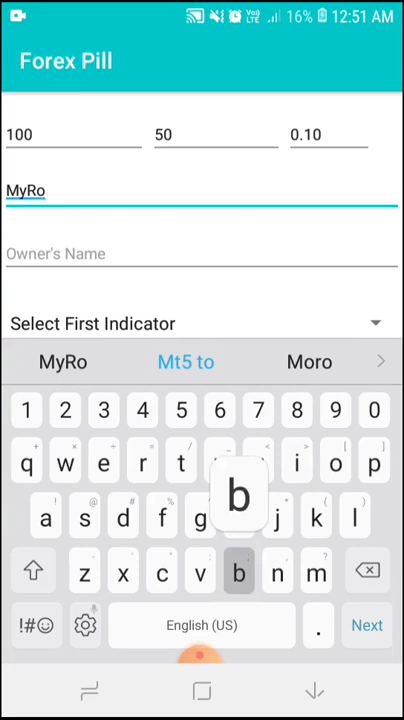 16% 12:51 AM
Forex Pill
100 50 0.10
MyRo
Owner's Name
Select First Indicator
MyRo Mt5 to Moro
1 2 3 4 5 6 7 8 9 0
q w e r t i o p
a s d f g b j k l
z x c v b n m
!#☺ English (US) . Next